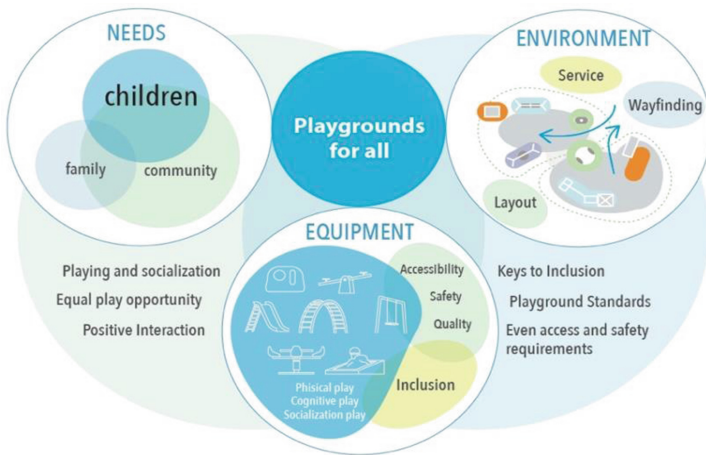 NEEDS
children
family
community
Playgrounds
for all
ENVIRONMENT
Service
Wayfinding
Layout
EQUIPMENT
Accessibility
Safety
Quality
Inclusion
Phisical play
Cognitive play
Socialization play
Playing and socialization
Equal play opportunity
Positive Interaction
Keys to Inclusion
Playground Standards
Even access and safety
requirements